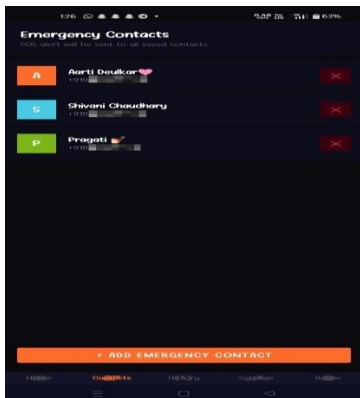 1:26
63%
Emergency Contacts
SOS alert will be sent to all saved contacts
A
Aarti Deulkar
S
Shivani Chaudhary
P
Pragati
+ ADD EMERGENCY CONTACT
Contacts